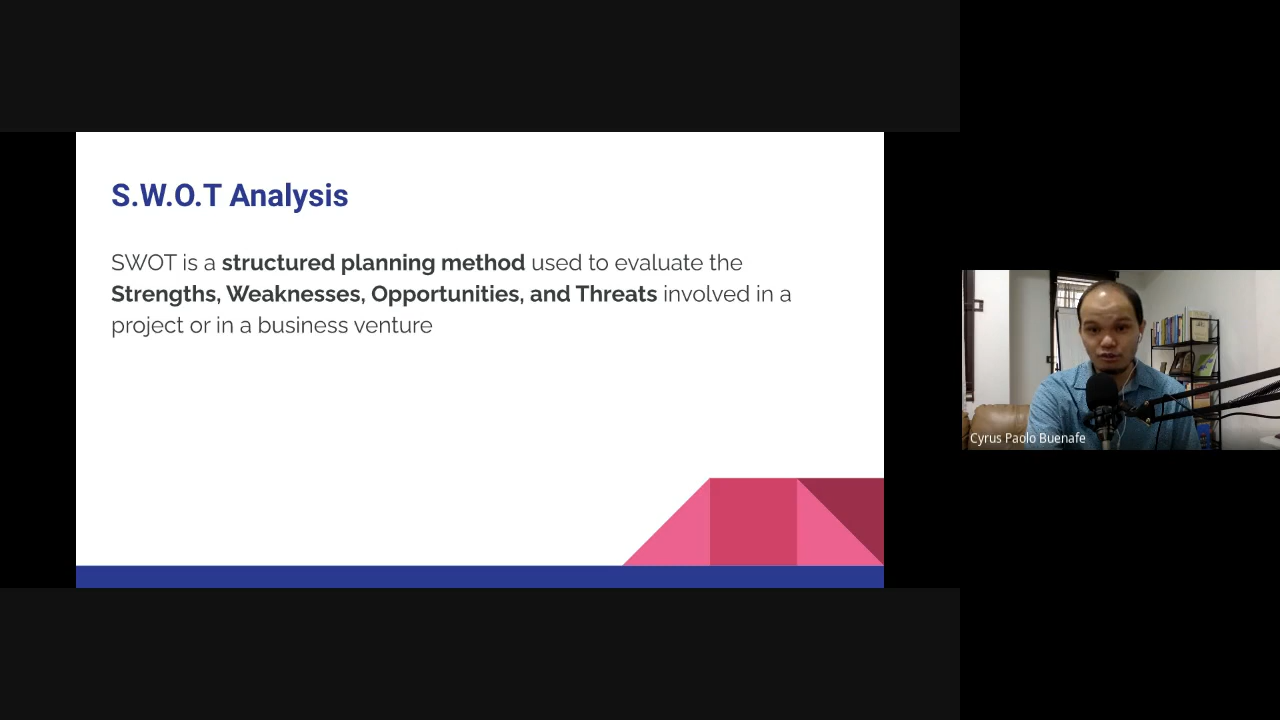 S.W.O.T Analysis
SWOT is a structured planning method used to evaluate the
Strengths, Weaknesses, Opportunities, and Threats involved in a
project or in a business venture
Cyrus Paolo Buenafe